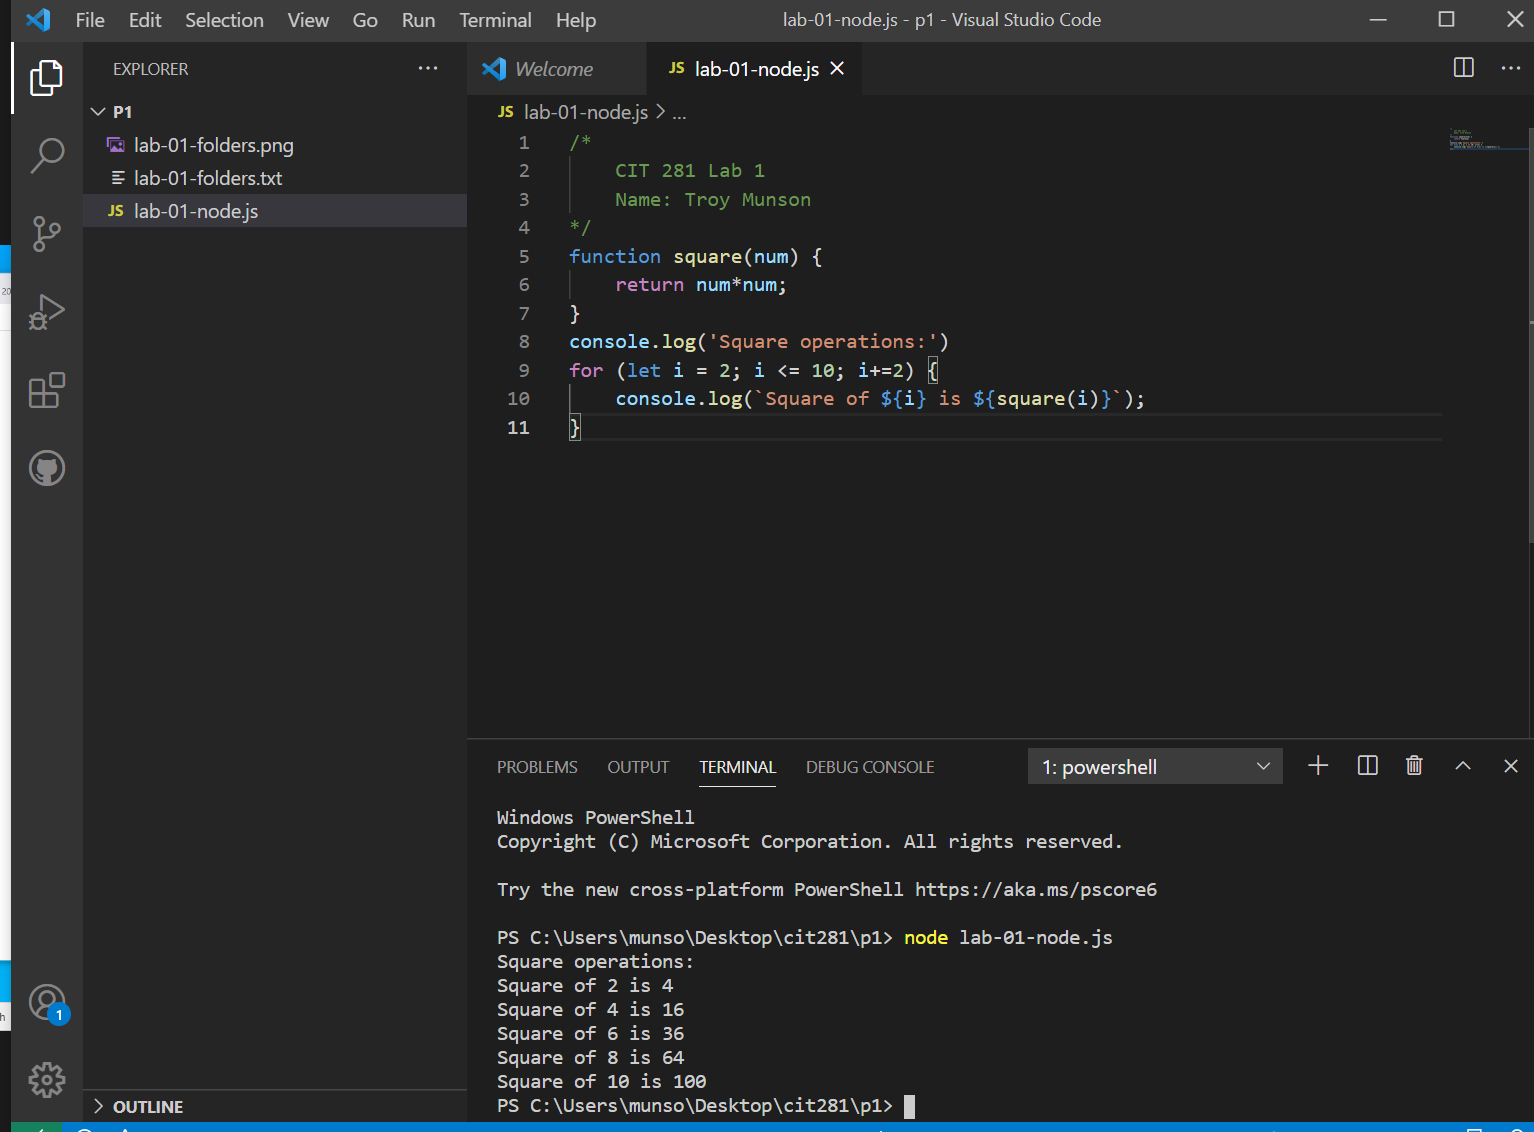 File Edit Selection View Go Run Terminal Help lab-01-node.js - p1 - Visual Studio Code
EXPLORER
P1
lab-01-folders.png
lab-01-folders.txt
JS lab-01-node.js
1
OUTLINE
Welcome JS lab-01-node.js
JS lab-01-node.js > ...
1 /*
2 CIT 281 Lab 1
3 Name: Troy Munson
4 */
5 function square(num) {
6 return num*num;
7 }
8 console.log('Square operations:')
9 for (let i = 2; i <= 10; i+=2) {
10 console.log(`Square of ${i} is ${square(i)}`);
11 }
PROBLEMS OUTPUT TERMINAL DEBUG CONSOLE 1: powershell
Windows PowerShell
Copyright (C) Microsoft Corporation. All rights reserved.
Try the new cross-platform PowerShell https://aka.ms/pscore6
PS C:\Users\munso\Desktop\cit281\p1> node lab-01-node.js
Square operations:
Square of 2 is 4
Square of 4 is 16
Square of 6 is 36
Square of 8 is 64
Square of 10 is 100
PS C:\Users\munso\Desktop\cit281\p1>